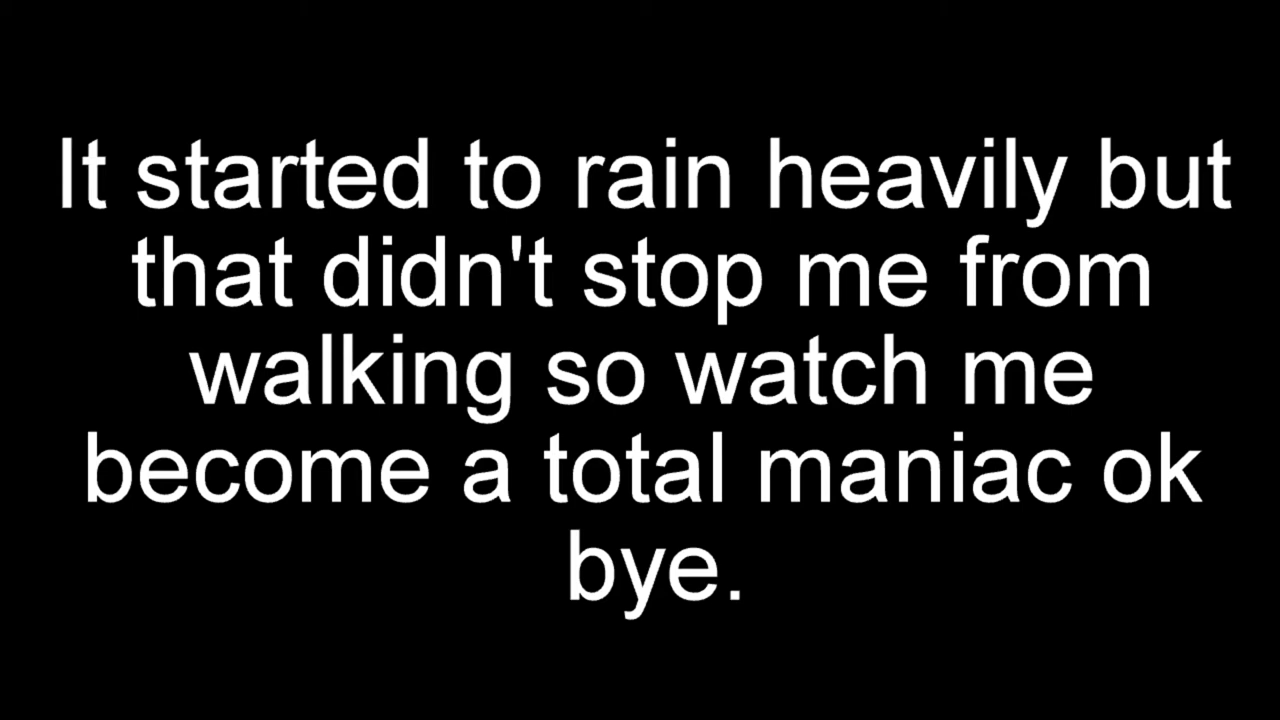 It started to rain heavily but
that didn't stop me from
walking so watch me
become a total maniac ok
bye.